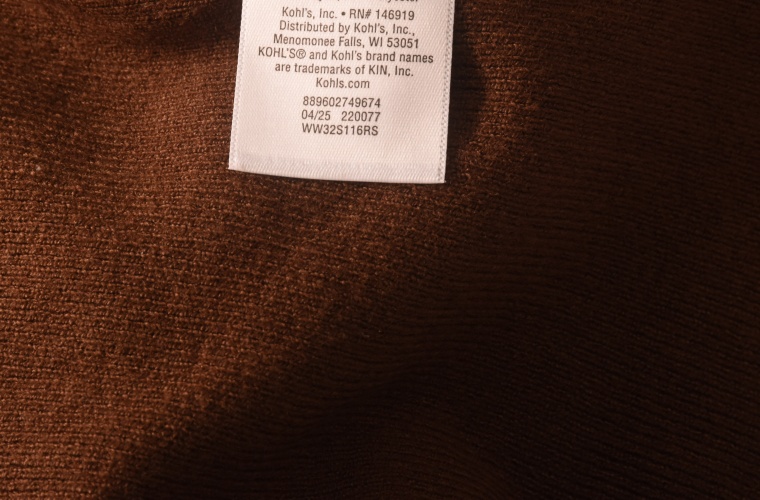 Kohl's, Inc. • RN# 146919
Distributed by Kohl's, Inc.,
Menomonee Falls, WI 53051
KOHL'S® and Kohl's brand names
are trademarks of KIN, Inc.
Kohls.com
889602749674
04/25 220077
WW32S116RS